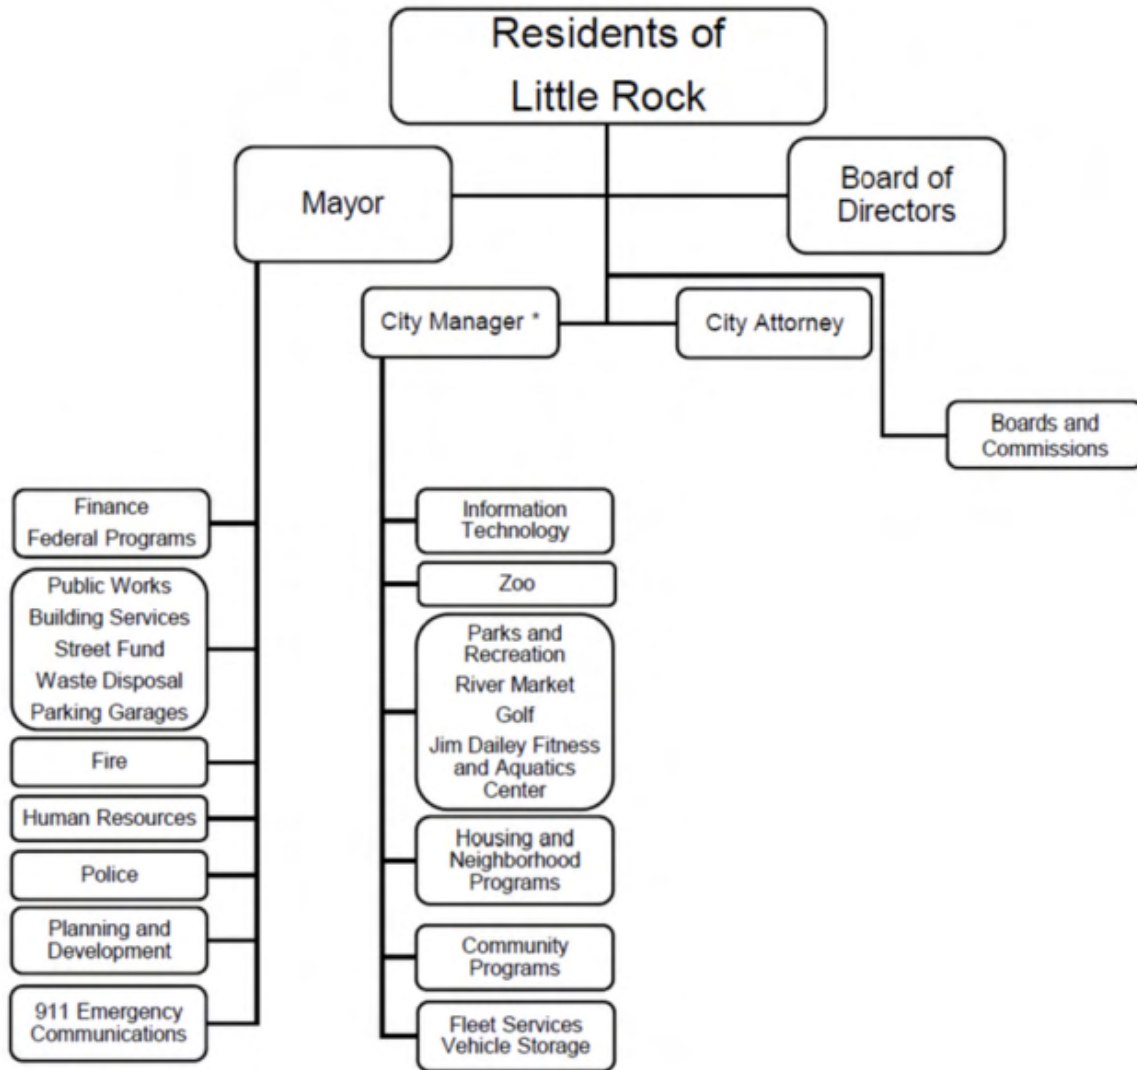 Residents of
Little Rock
Mayor
Board of
Directors
City Manager *
City Attorney
Boards and
Commissions
Finance
Federal Programs
Public Works
Building Services
Street Fund
Waste Disposal
Parking Garages
Fire
Human Resources
Police
Planning and
Development
911 Emergency
Communications
Information
Technology
Zoo
Parks and
Recreation
River Market
Golf
Jim Dailey Fitness
and Aquatics
Center
Housing and
Neighborhood
Programs
Community
Programs
Fleet Services
Vehicle Storage